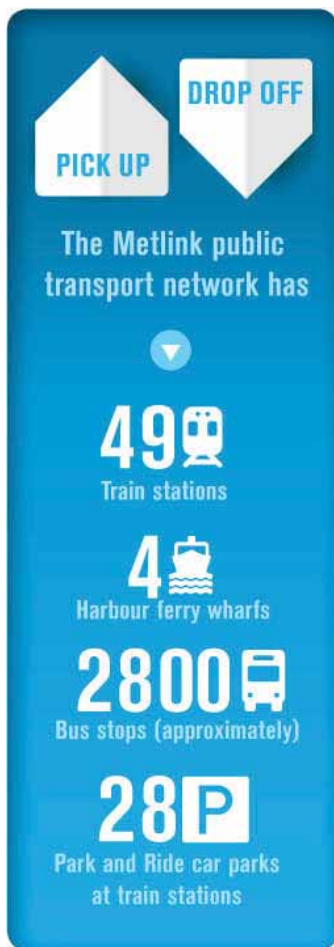 PICK UP
DROP OFF
The Metlink public
transport network has
49
Train stations
4
Harbour ferry wharfs
2800
Bus stops (approximately)
28 P
Park and Ride car parks
at train stations